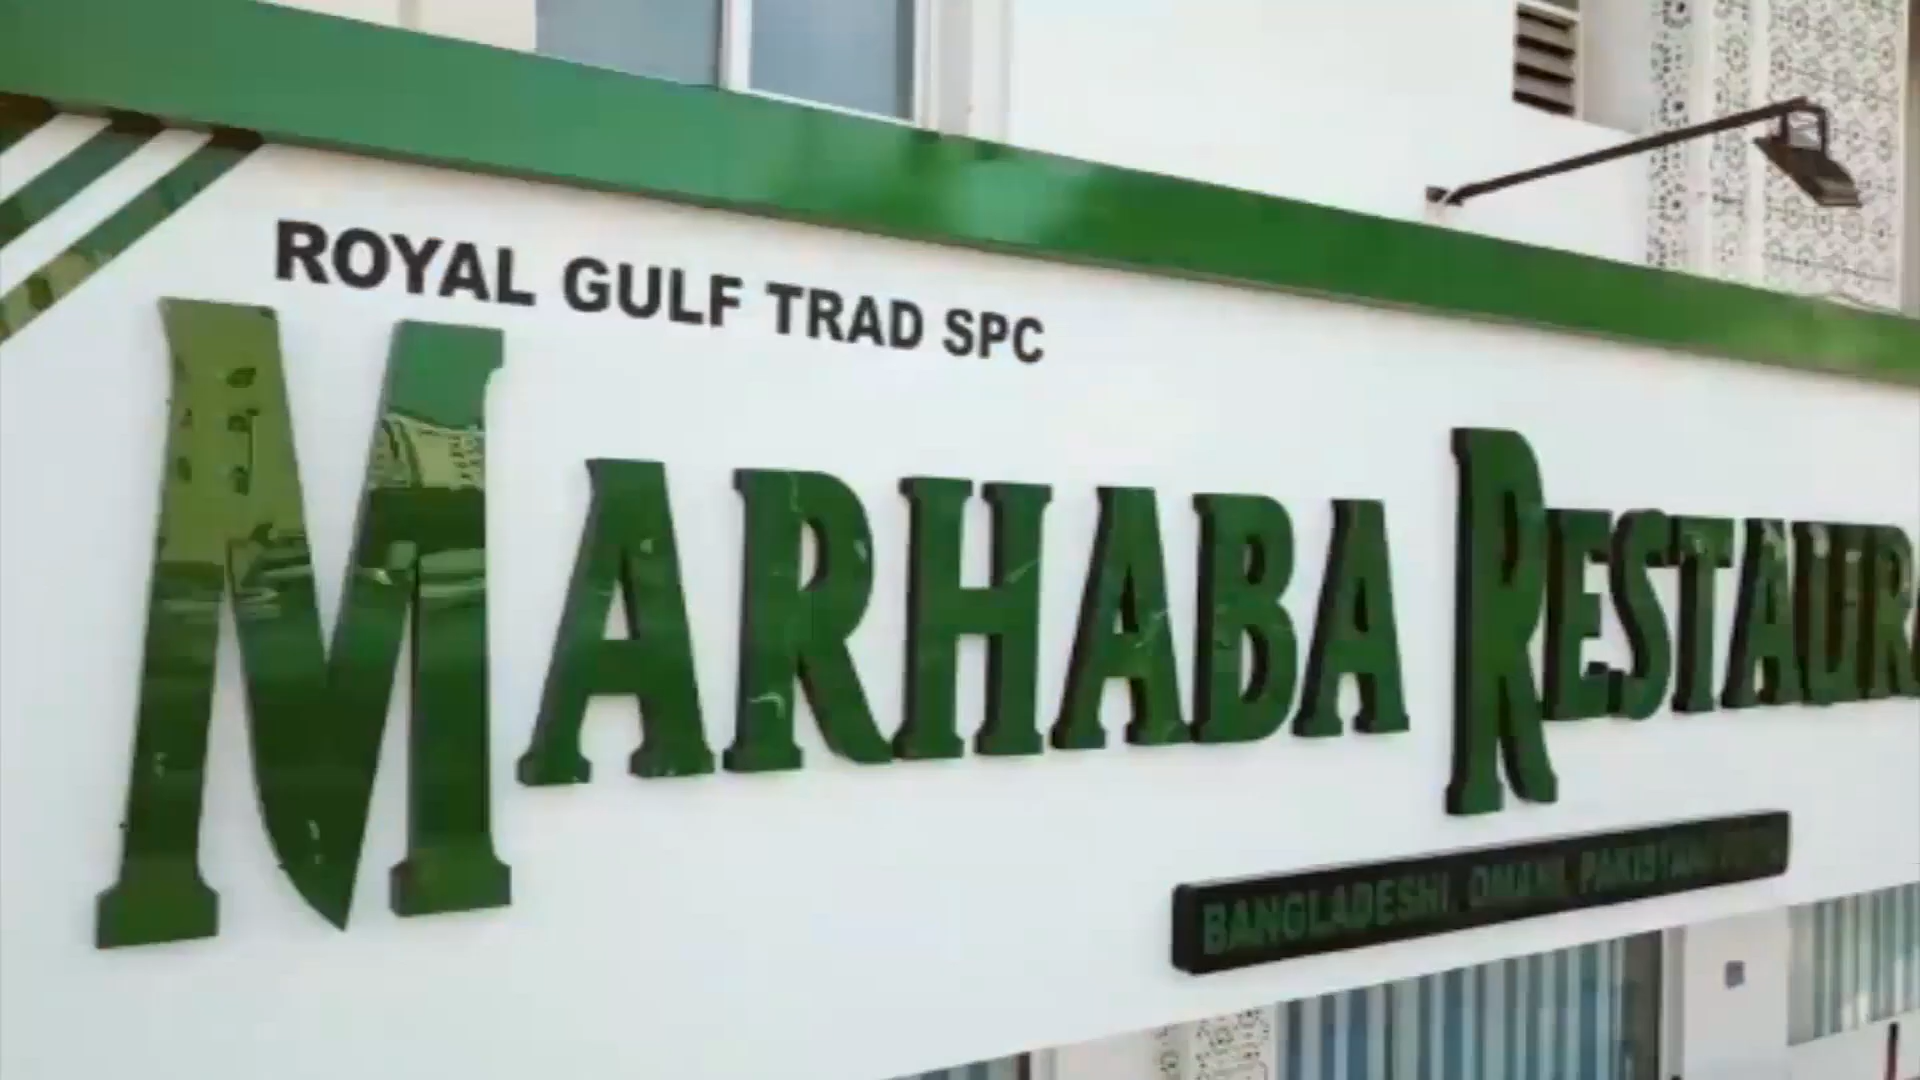 ROYAL GULF TRAD SPC
MARHABA RESTAURA
BANGLADESHI, OMANI, PAKISTANI